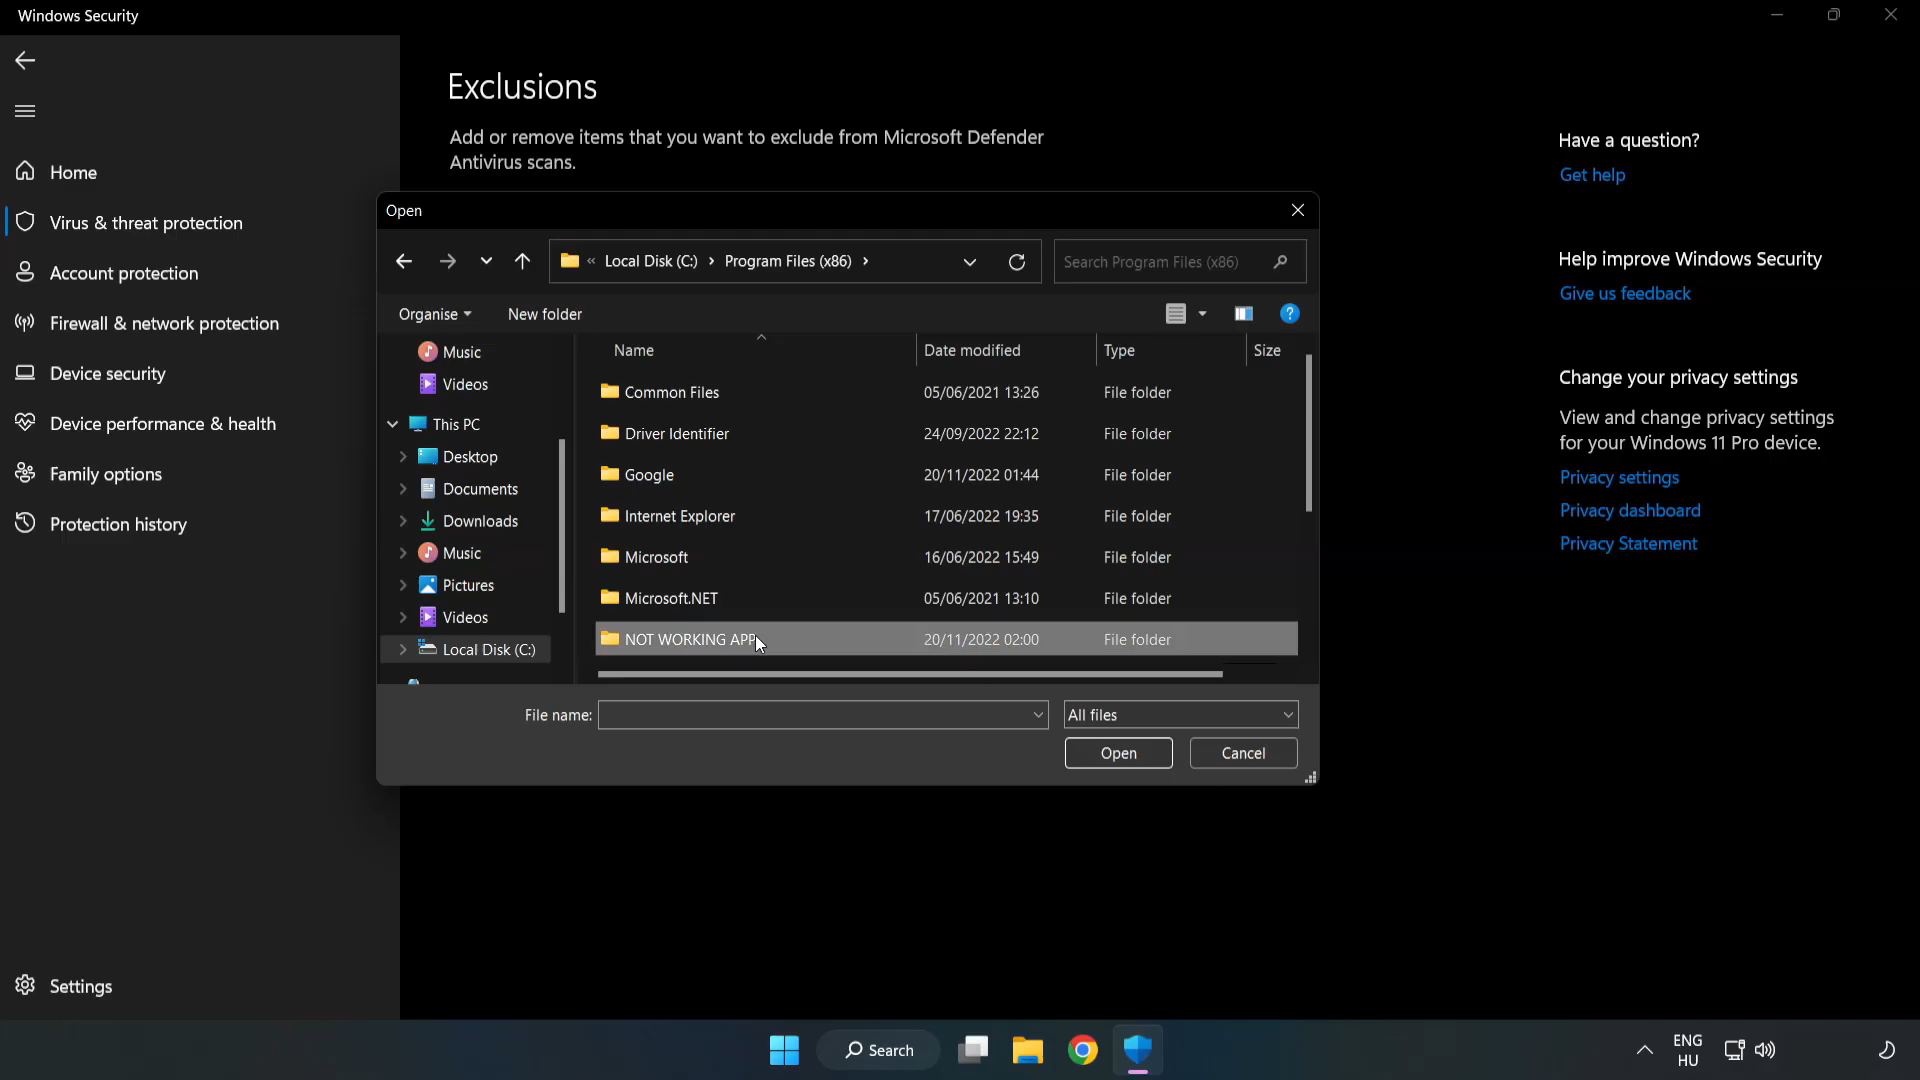 Windows Security
Home
Virus & threat protection
Account protection
Firewall & network protection
Device security
Device performance & health
Family options
Protection history
Settings
Exclusions
Add or remove items that you want to exclude from Microsoft Defender
Antivirus scans.
Open
« Local Disk (C:) › Program Files (x86) ›
Search Program Files (x86)
Organise
New folder
Music
Videos
This PC
Desktop
Documents
Downloads
Music
Pictures
Videos
Local Disk (C:)
Name Date modified Type Size
Common Files 05/06/2021 13:26 File folder
Driver Identifier 24/09/2022 22:12 File folder
Google 20/11/2022 01:44 File folder
Internet Explorer 17/06/2022 19:35 File folder
Microsoft 16/06/2022 15:49 File folder
Microsoft.NET 05/06/2021 13:10 File folder
NOT WORKING APP 20/11/2022 02:00 File folder
File name:
All files
Open
Cancel
Have a question?
Get help
Help improve Windows Security
Give us feedback
Change your privacy settings
View and change privacy settings
for your Windows 11 Pro device.
Privacy settings
Privacy dashboard
Privacy Statement
Search
ENG
HU